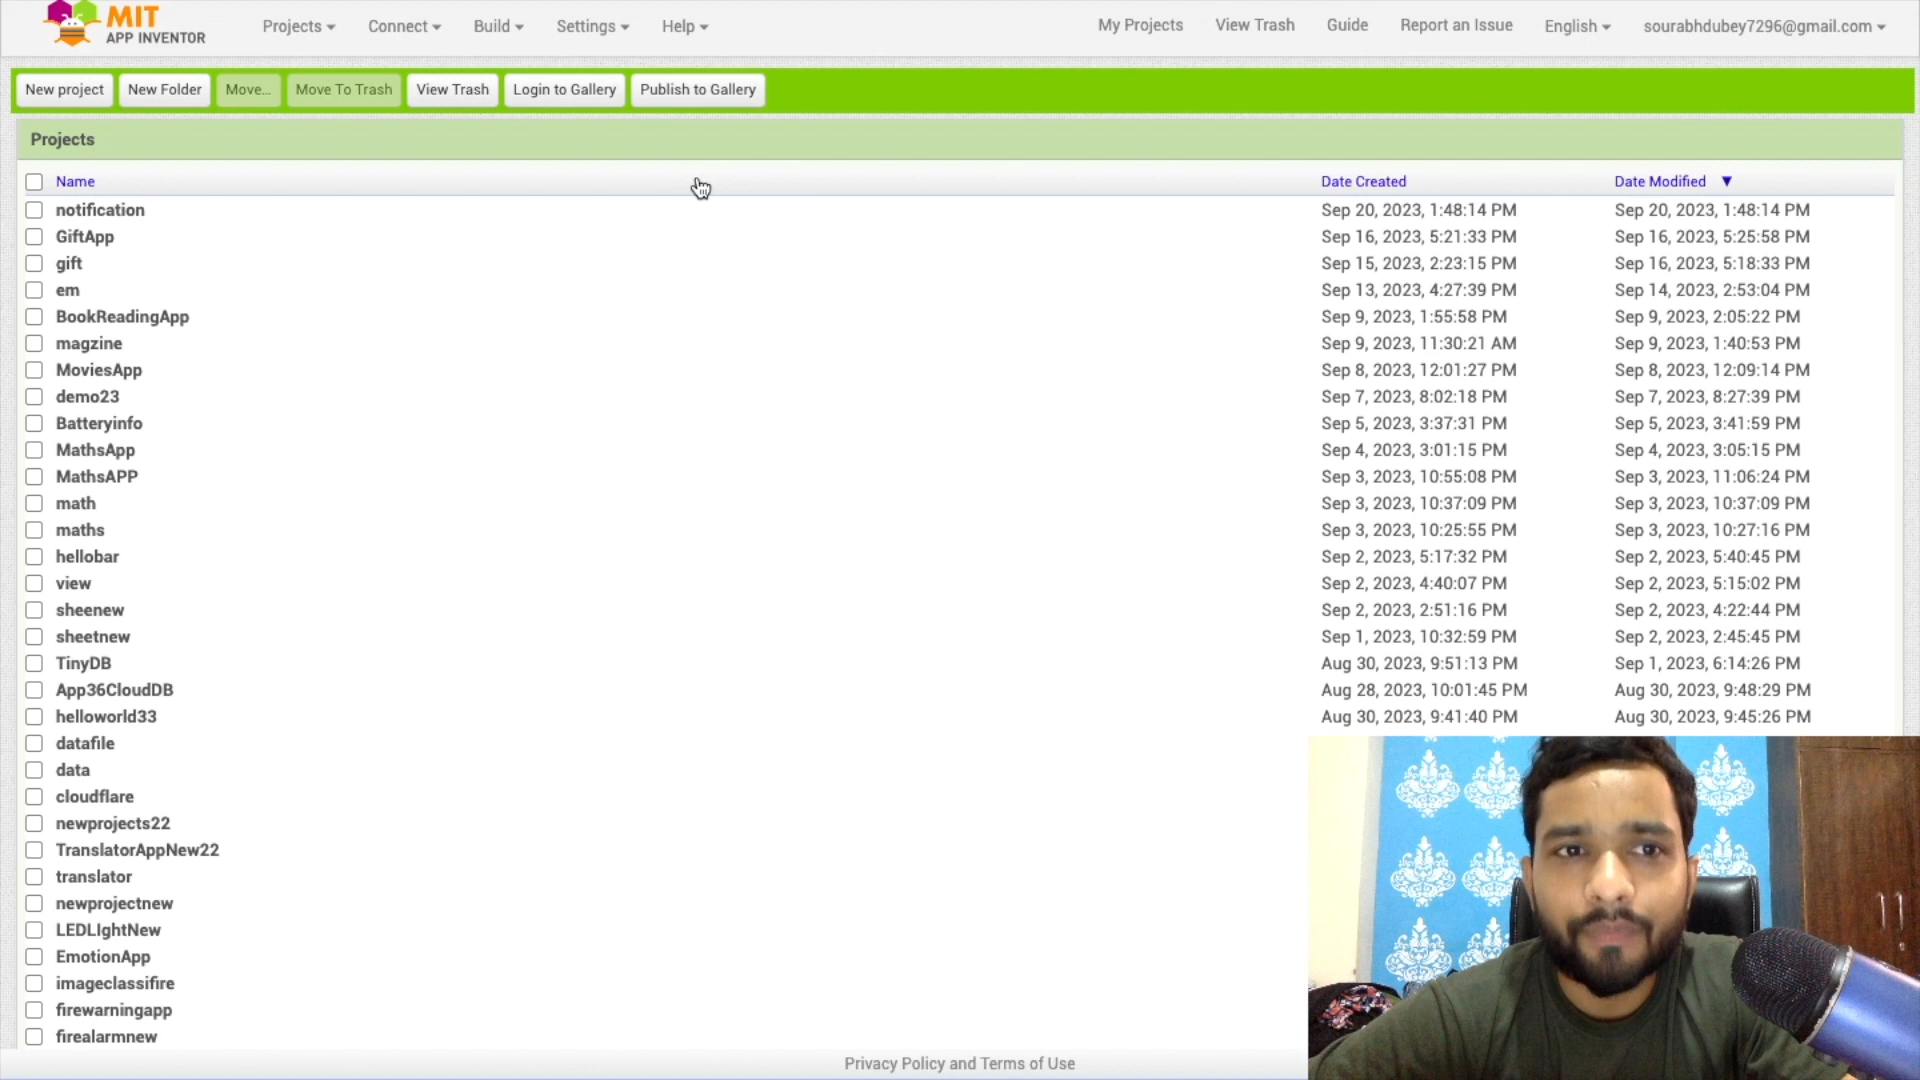 MIT
APP INVENTOR
Projects Connect Build Settings Help My Projects View Trash Guide Report an Issue English sourabhdubey7296@gmail.com
New project New Folder Move... Move To Trash View Trash Login to Gallery Publish to Gallery
Projects
Name Date Created Date Modified ▼
notification Sep 20, 2023, 1:48:14 PM Sep 20, 2023, 1:48:14 PM
GiftApp Sep 16, 2023, 5:21:33 PM Sep 16, 2023, 5:25:58 PM
gift Sep 15, 2023, 2:23:15 PM Sep 16, 2023, 5:18:33 PM
em Sep 13, 2023, 4:27:39 PM Sep 14, 2023, 2:53:04 PM
BookReadingApp Sep 9, 2023, 1:55:58 PM Sep 9, 2023, 2:05:22 PM
magzine Sep 9, 2023, 11:30:21 AM Sep 9, 2023, 1:40:53 PM
MoviesApp Sep 8, 2023, 12:01:27 PM Sep 8, 2023, 12:09:14 PM
demo23 Sep 7, 2023, 8:02:18 PM Sep 7, 2023, 8:27:39 PM
Batteryinfo Sep 5, 2023, 3:37:31 PM Sep 5, 2023, 3:41:59 PM
MathsApp Sep 4, 2023, 3:01:15 PM Sep 4, 2023, 3:05:15 PM
MathsAPP Sep 3, 2023, 10:55:08 PM Sep 3, 2023, 11:06:24 PM
math Sep 3, 2023, 10:37:09 PM Sep 3, 2023, 10:37:09 PM
maths Sep 3, 2023, 10:25:55 PM Sep 3, 2023, 10:27:16 PM
hellobar Sep 2, 2023, 5:17:32 PM Sep 2, 2023, 5:40:45 PM
view Sep 2, 2023, 4:40:07 PM Sep 2, 2023, 5:15:02 PM
sheenew Sep 2, 2023, 2:51:16 PM Sep 2, 2023, 4:22:44 PM
sheetnew Sep 1, 2023, 10:32:59 PM Sep 2, 2023, 2:45:45 PM
TinyDB Aug 30, 2023, 9:51:13 PM Sep 1, 2023, 6:14:26 PM
App36CloudDB Aug 28, 2023, 10:01:45 PM Aug 30, 2023, 9:48:29 PM
helloworld33 Aug 30, 2023, 9:41:40 PM Aug 30, 2023, 9:45:26 PM
datafile
data
cloudflare
newprojects22
TranslatorAppNew22
translator
newprojectnew
LEDLIghtNew
EmotionApp
imageclassifire
firewarningapp
firealarmnew
Privacy Policy and Terms of Use